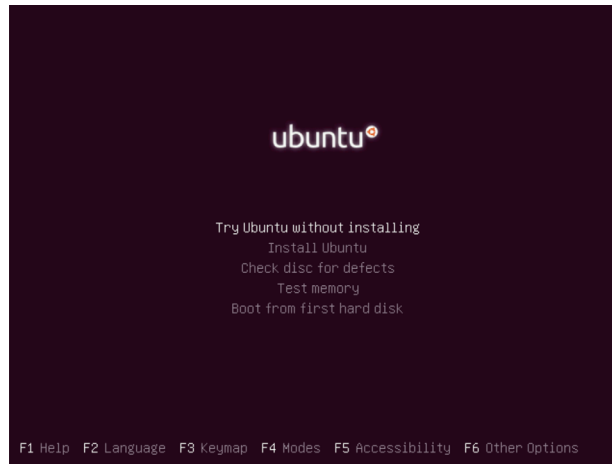 ubuntu
Try Ubuntu without installing
Install Ubuntu
Check disc for defects
Test memory
Boot from first hard disk
F1 Help F2 Language F3 Keymap F4 Modes F5 Accessibility F6 Other Options